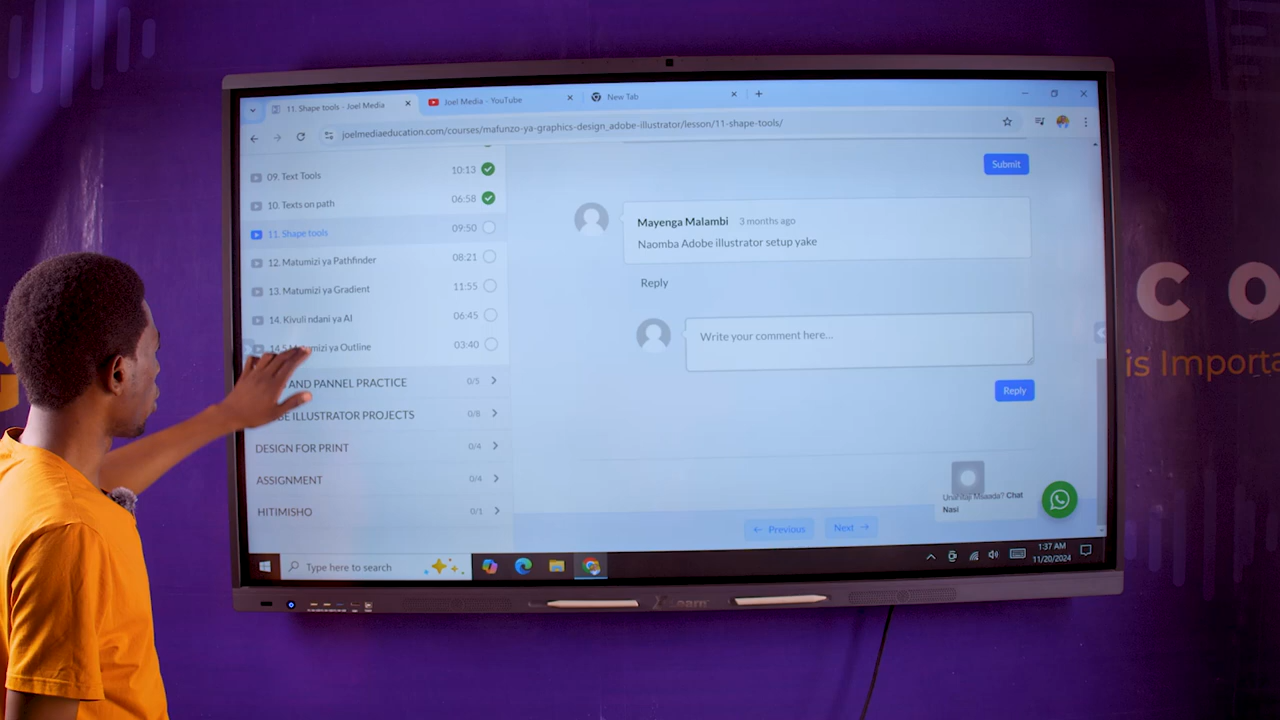 11. Shape tools - Joel Media
Joel Media - YouTube
New Tab
joelmediaeducation.com/courses/mafunzo-ya-graphics-design_adobe-illustrator/lesson/11-shape-tools/
09. Text Tools 10:13
10. Texts on path 06:58
11. Shape tools 09:50
12. Matumizi ya Pathfinder 08:21
13. Matumizi ya Gradient 11:55
14. Kivuli ndani ya AI 06:45
ya Outline 03:40
AND PANNEL PRACTICE 0/5
ILLUSTRATOR PROJECTS 0/8
DESIGN FOR PRINT 0/4
ASSIGNMENT 0/4
HITIMISHO 0/1
Submit
Mayenga Malambi 3 months ago
Naomba Adobe illustrator setup yake
Reply
Write your comment here...
Reply
Chat
Nasi
← Previous
Next →
Type here to search
1:37 AM
11/20/2024
C O
is Importa